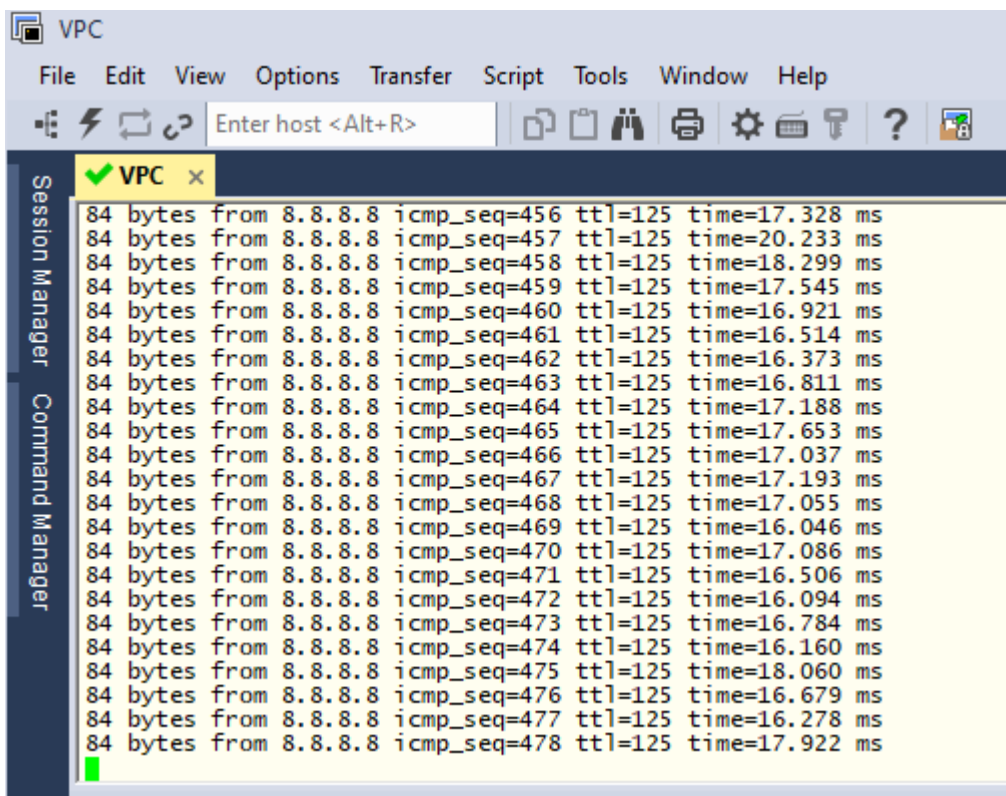 VPC
File Edit View Options Transfer Script Tools Window Help
Enter host <Alt+R>
VPC
Session Manager
Command Manager
84 bytes from 8.8.8.8 icmp_seq=456 ttl=125 time=17.328 ms
84 bytes from 8.8.8.8 icmp_seq=457 ttl=125 time=20.233 ms
84 bytes from 8.8.8.8 icmp_seq=458 ttl=125 time=18.299 ms
84 bytes from 8.8.8.8 icmp_seq=459 ttl=125 time=17.545 ms
84 bytes from 8.8.8.8 icmp_seq=460 ttl=125 time=16.921 ms
84 bytes from 8.8.8.8 icmp_seq=461 ttl=125 time=16.514 ms
84 bytes from 8.8.8.8 icmp_seq=462 ttl=125 time=16.373 ms
84 bytes from 8.8.8.8 icmp_seq=463 ttl=125 time=16.811 ms
84 bytes from 8.8.8.8 icmp_seq=464 ttl=125 time=17.188 ms
84 bytes from 8.8.8.8 icmp_seq=465 ttl=125 time=17.653 ms
84 bytes from 8.8.8.8 icmp_seq=466 ttl=125 time=17.037 ms
84 bytes from 8.8.8.8 icmp_seq=467 ttl=125 time=17.193 ms
84 bytes from 8.8.8.8 icmp_seq=468 ttl=125 time=17.055 ms
84 bytes from 8.8.8.8 icmp_seq=469 ttl=125 time=16.046 ms
84 bytes from 8.8.8.8 icmp_seq=470 ttl=125 time=17.086 ms
84 bytes from 8.8.8.8 icmp_seq=471 ttl=125 time=16.506 ms
84 bytes from 8.8.8.8 icmp_seq=472 ttl=125 time=16.094 ms
84 bytes from 8.8.8.8 icmp_seq=473 ttl=125 time=16.784 ms
84 bytes from 8.8.8.8 icmp_seq=474 ttl=125 time=16.160 ms
84 bytes from 8.8.8.8 icmp_seq=475 ttl=125 time=18.060 ms
84 bytes from 8.8.8.8 icmp_seq=476 ttl=125 time=16.679 ms
84 bytes from 8.8.8.8 icmp_seq=477 ttl=125 time=16.278 ms
84 bytes from 8.8.8.8 icmp_seq=478 ttl=125 time=17.922 ms